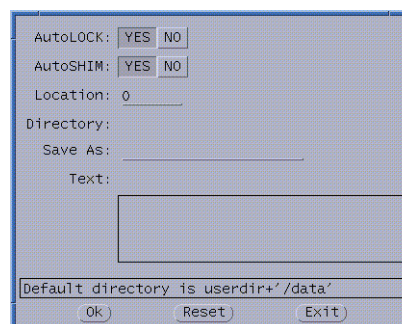 AutoLOCK: YES NO
AutoSHIM: YES NO
Location: 0
Directory:
Save As:
Text:
Default directory is userdir+'/data'
Ok Reset Exit